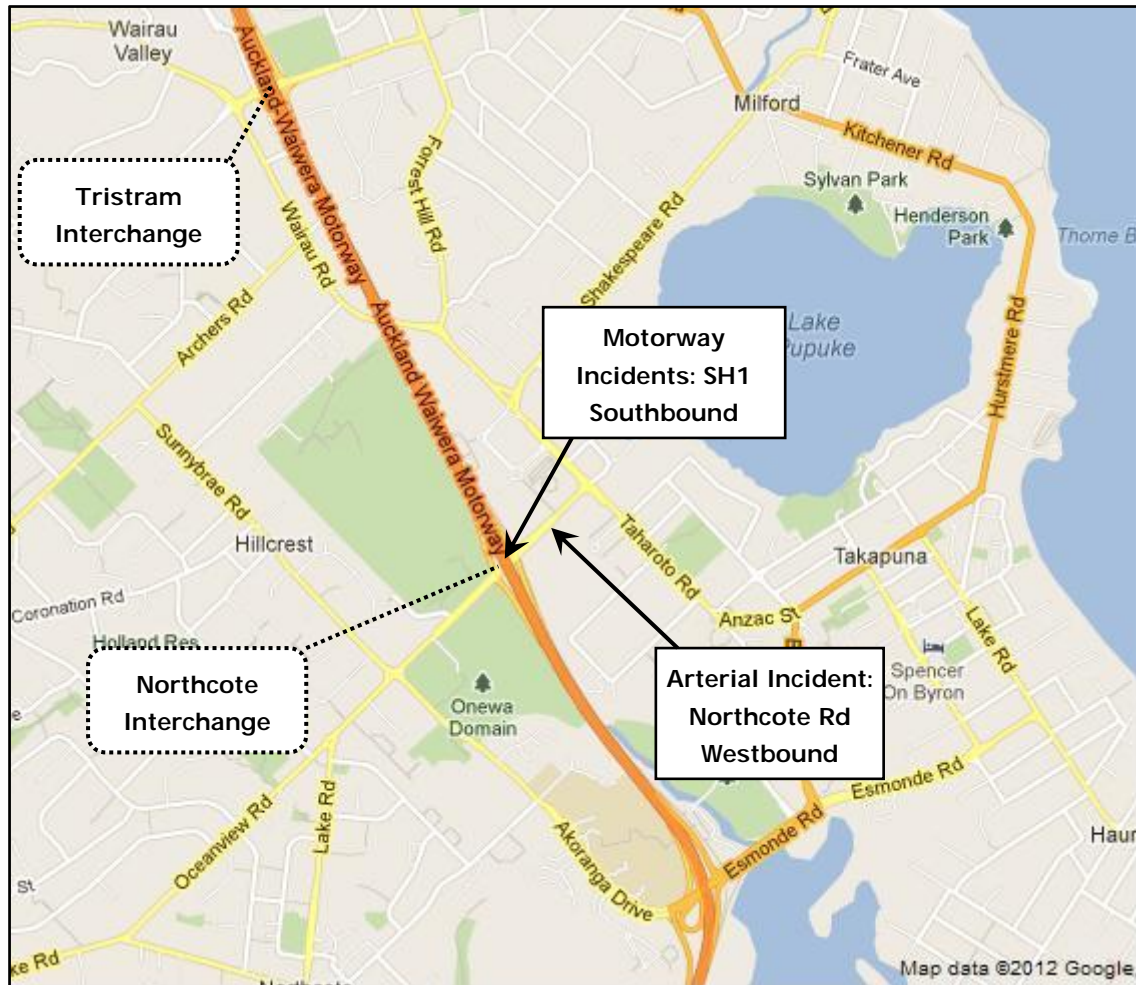 Wairau
Valley
Auckland-Waiwera Motorway
Frater Ave
Milford
Kitchener Rd
Forrest Hill Rd
Sylvan Park
Henderson
Park
Thorne B
Tristram
Interchange
Wairau Rd
Shakespeare Rd
Archers Rd
Auckland Waiwera Motorway
Motorway
Incidents: SH1
Southbound
Lake
Pupuke
Hurstmere Rd
Sunnybrae Rd
Hillcrest
Taharoto Rd
Takapuna
Coronation Rd
Anzac St
Holland Res
Lake Rd
Northcote
Interchange
Arterial Incident:
Northcote Rd
Westbound
Spencer
On Byron
Onewa
Domain
Esmonde Rd
Oceanview Rd
Lake Rd
Akoranga Drive
Esmonde Rd
Haur
St
ke Rd
Map data ©2012 Google,